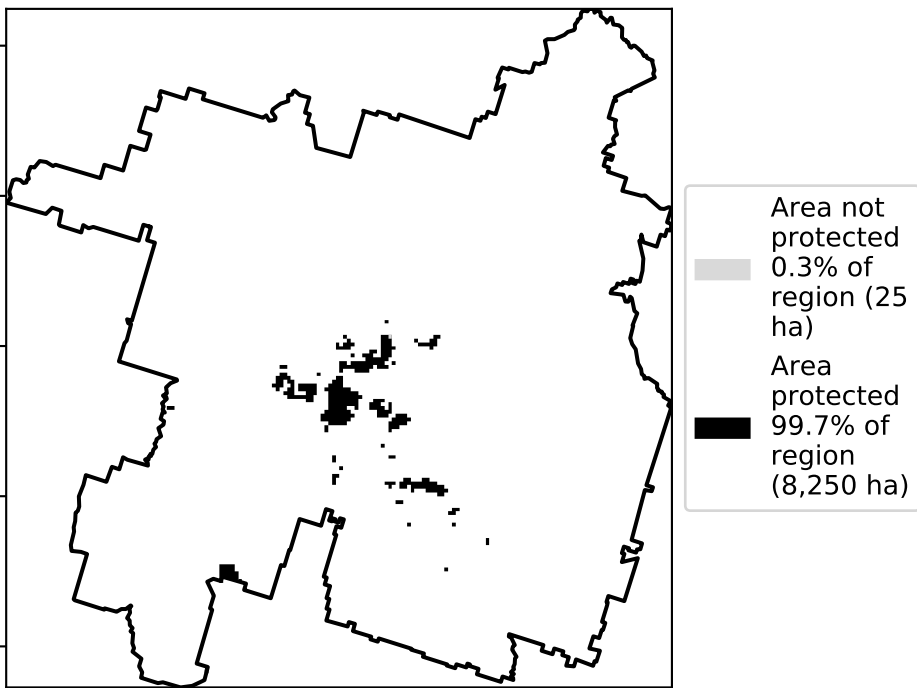 Area not
protected
0.3% of
region (25
ha)
Area
protected
99.7% of
region
(8,250 ha)